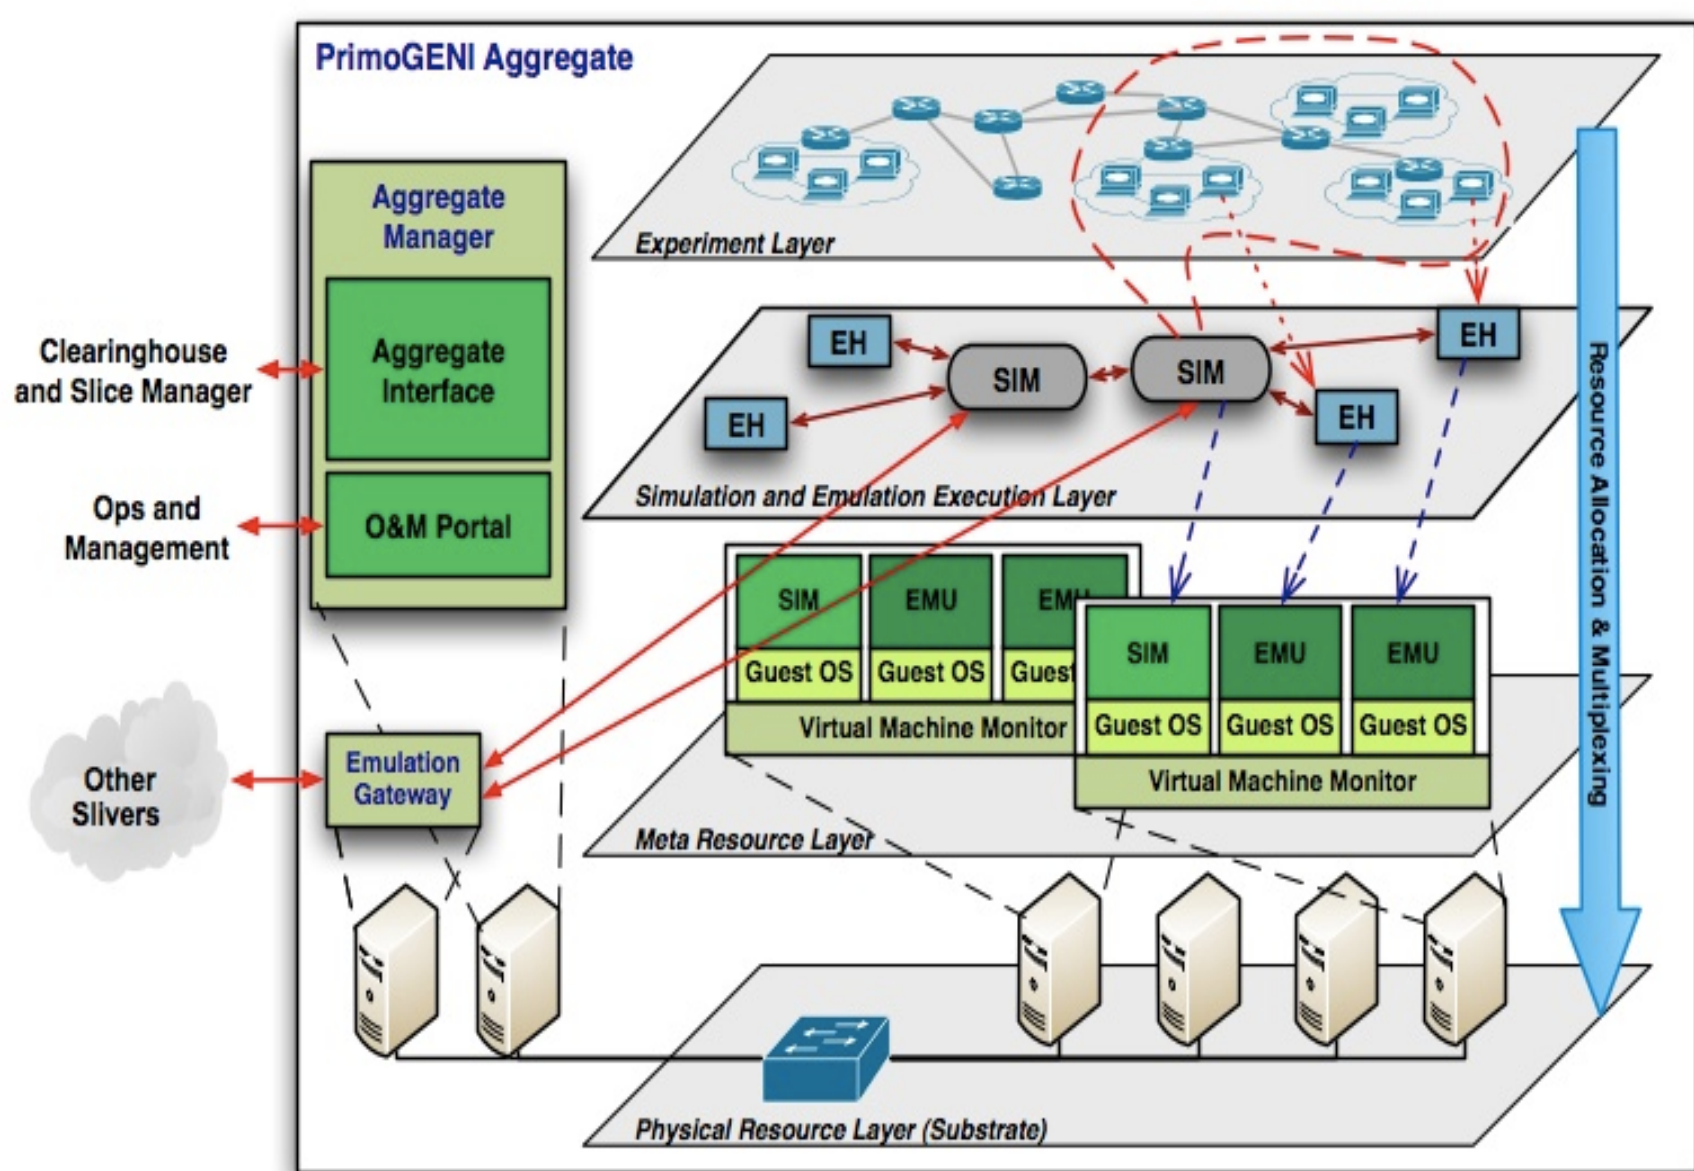 PrimoGENI Aggregate
Aggregate
Manager
Aggregate
Interface
O&M Portal
Clearinghouse
and Slice Manager
Ops and
Management
Other
Slivers
Emulation
Gateway
Experiment Layer
EH
EH
SIM
SIM
EH
EH
Simulation and Emulation Execution Layer
SIM
EMU
EMU
Guest OS
Guest OS
Guest
Virtual Machine Monitor
SIM
EMU
EMU
Guest OS
Guest OS
Guest OS
Virtual Machine Monitor
Meta Resource Layer
Physical Resource Layer (Substrate)
Resource Allocation & Multiplexing